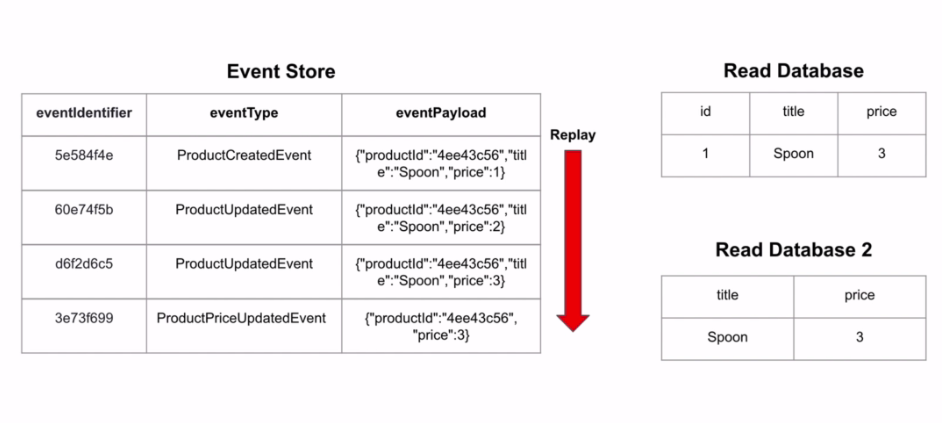 Event Store
eventIdentifier eventType eventPayload
5e584f4e ProductCreatedEvent {"productId":"4ee43c56","titl
e":"Spoon","price":1}
60e74f5b ProductUpdatedEvent {"productId":"4ee43c56","titl
e":"Spoon","price":2}
d6f2d6c5 ProductUpdatedEvent {"productId":"4ee43c56","titl
e":"Spoon","price":3}
3e73f699 ProductPriceUpdatedEvent {"productId":"4ee43c56",
"price":3}
Replay
Read Database
id title price
1 Spoon 3
Read Database 2
title price
Spoon 3